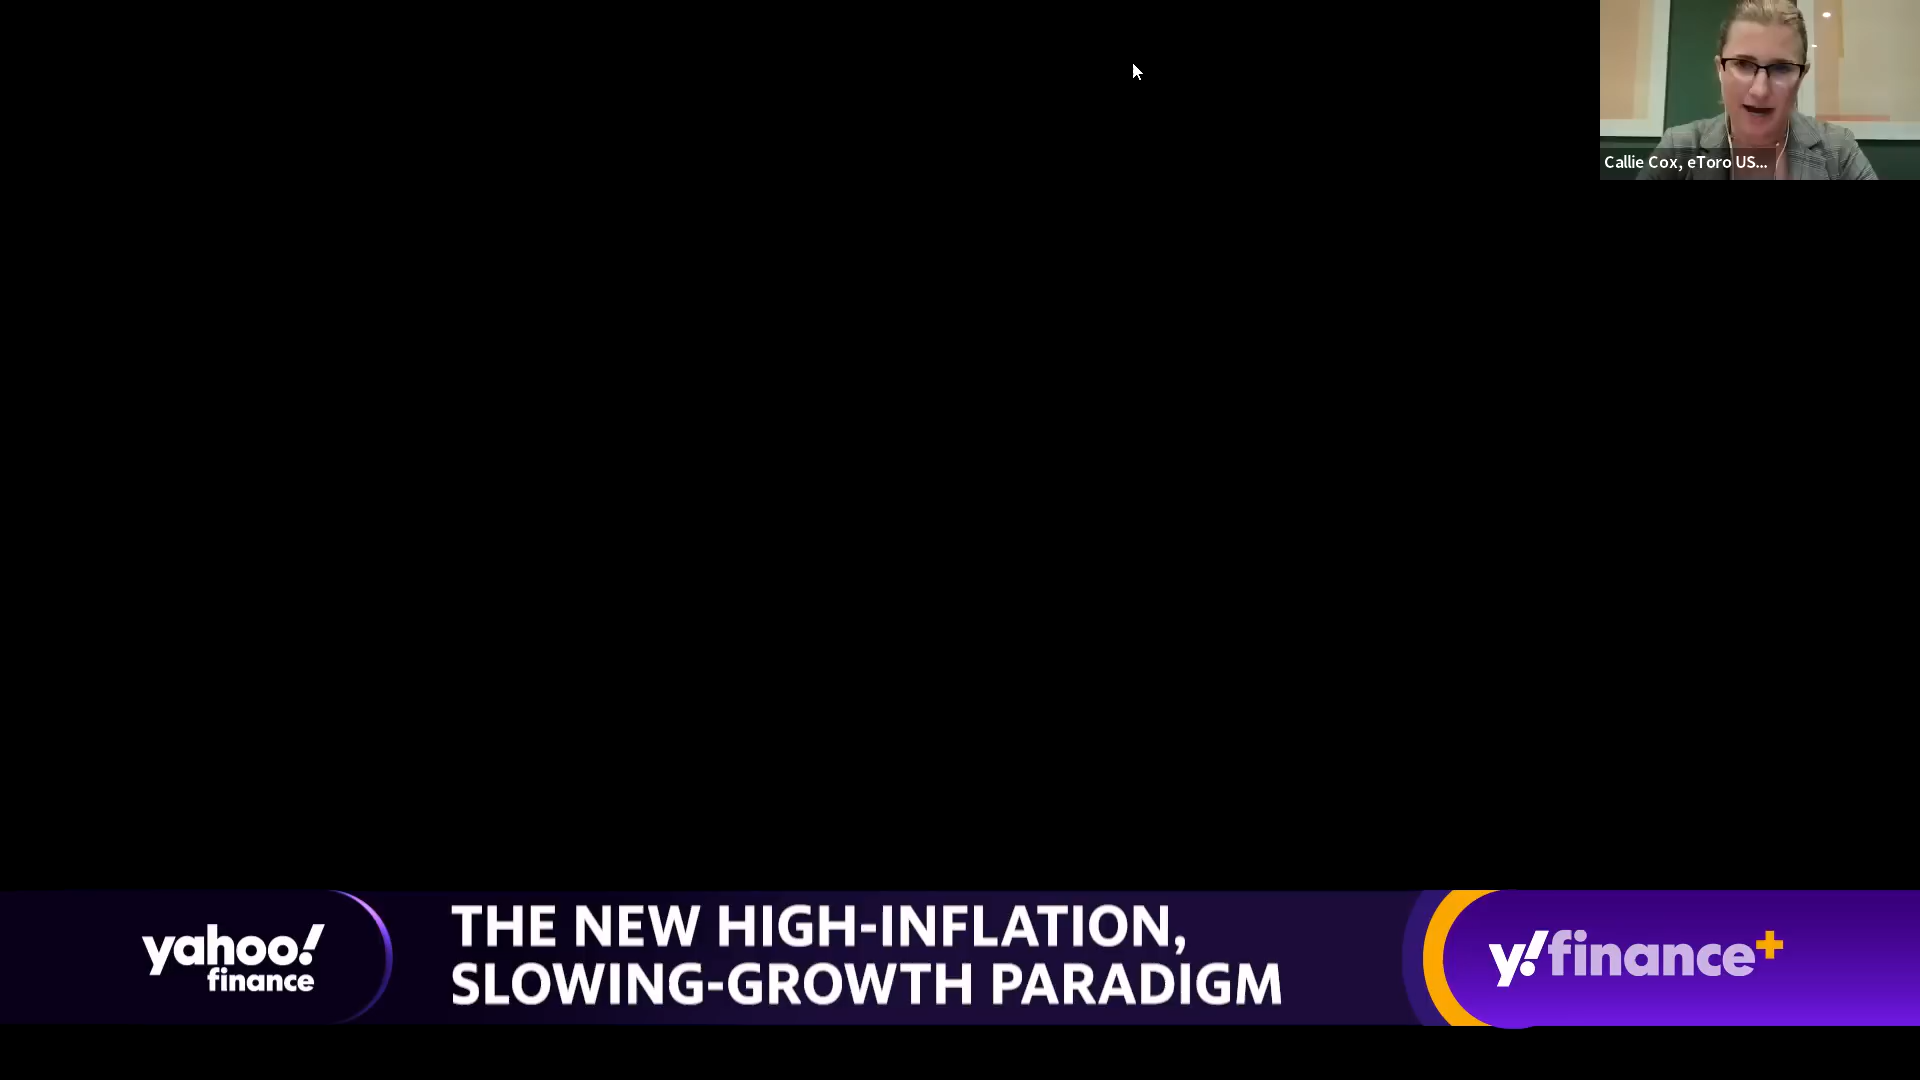 Callie Cox, eToro US...
yahoo!
finance
THE NEW HIGH-INFLATION,
SLOWING-GROWTH PARADIGM
y!finance+